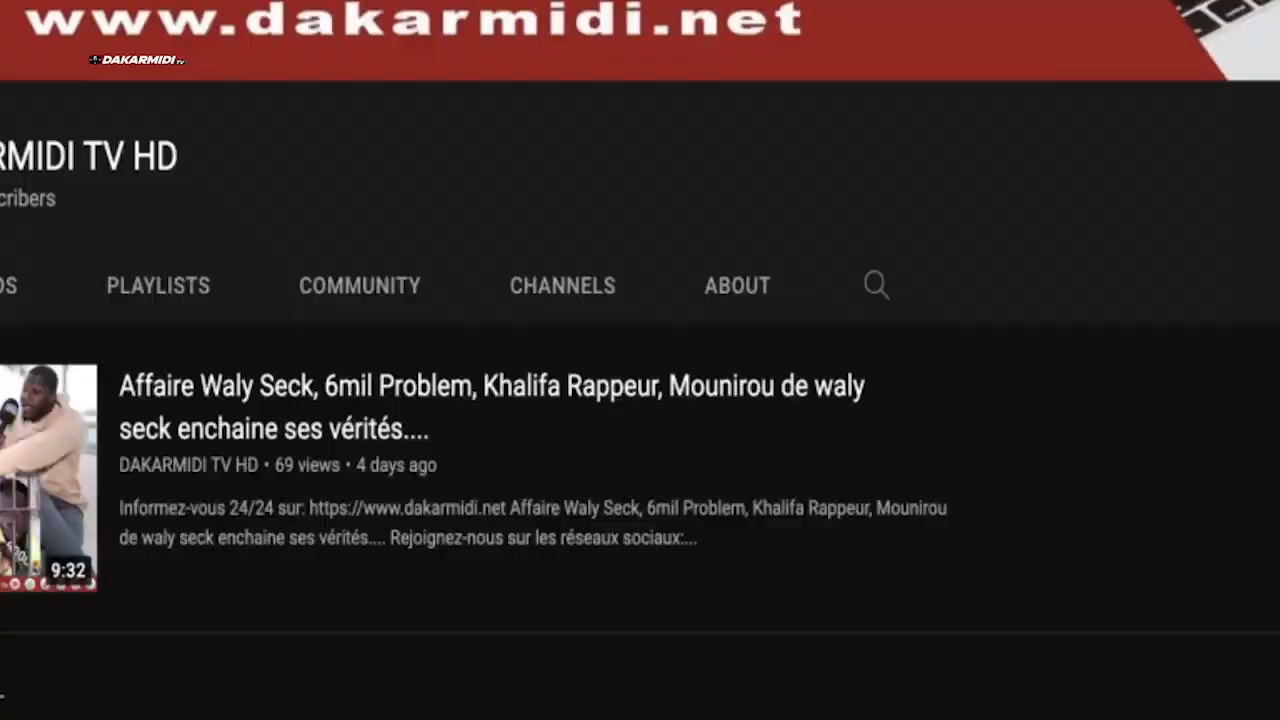 www.dakarmidi.net
DAKARMIDI TV
RMIDI TV HD
cribers
OS
PLAYLISTS
COMMUNITY
CHANNELS
ABOUT
Affaire Waly Seck, 6mil Problem, Khalifa Rappeur, Mounirou de waly
seck enchaine ses vérités....
DAKARMIDI TV HD • 69 views • 4 days ago
Informez-vous 24/24 sur: https://www.dakarmidi.net Affaire Waly Seck, 6mil Problem, Khalifa Rappeur, Mounirou
de waly seck enchaine ses vérités.... Rejoignez-nous sur les réseaux sociaux:...
9:32